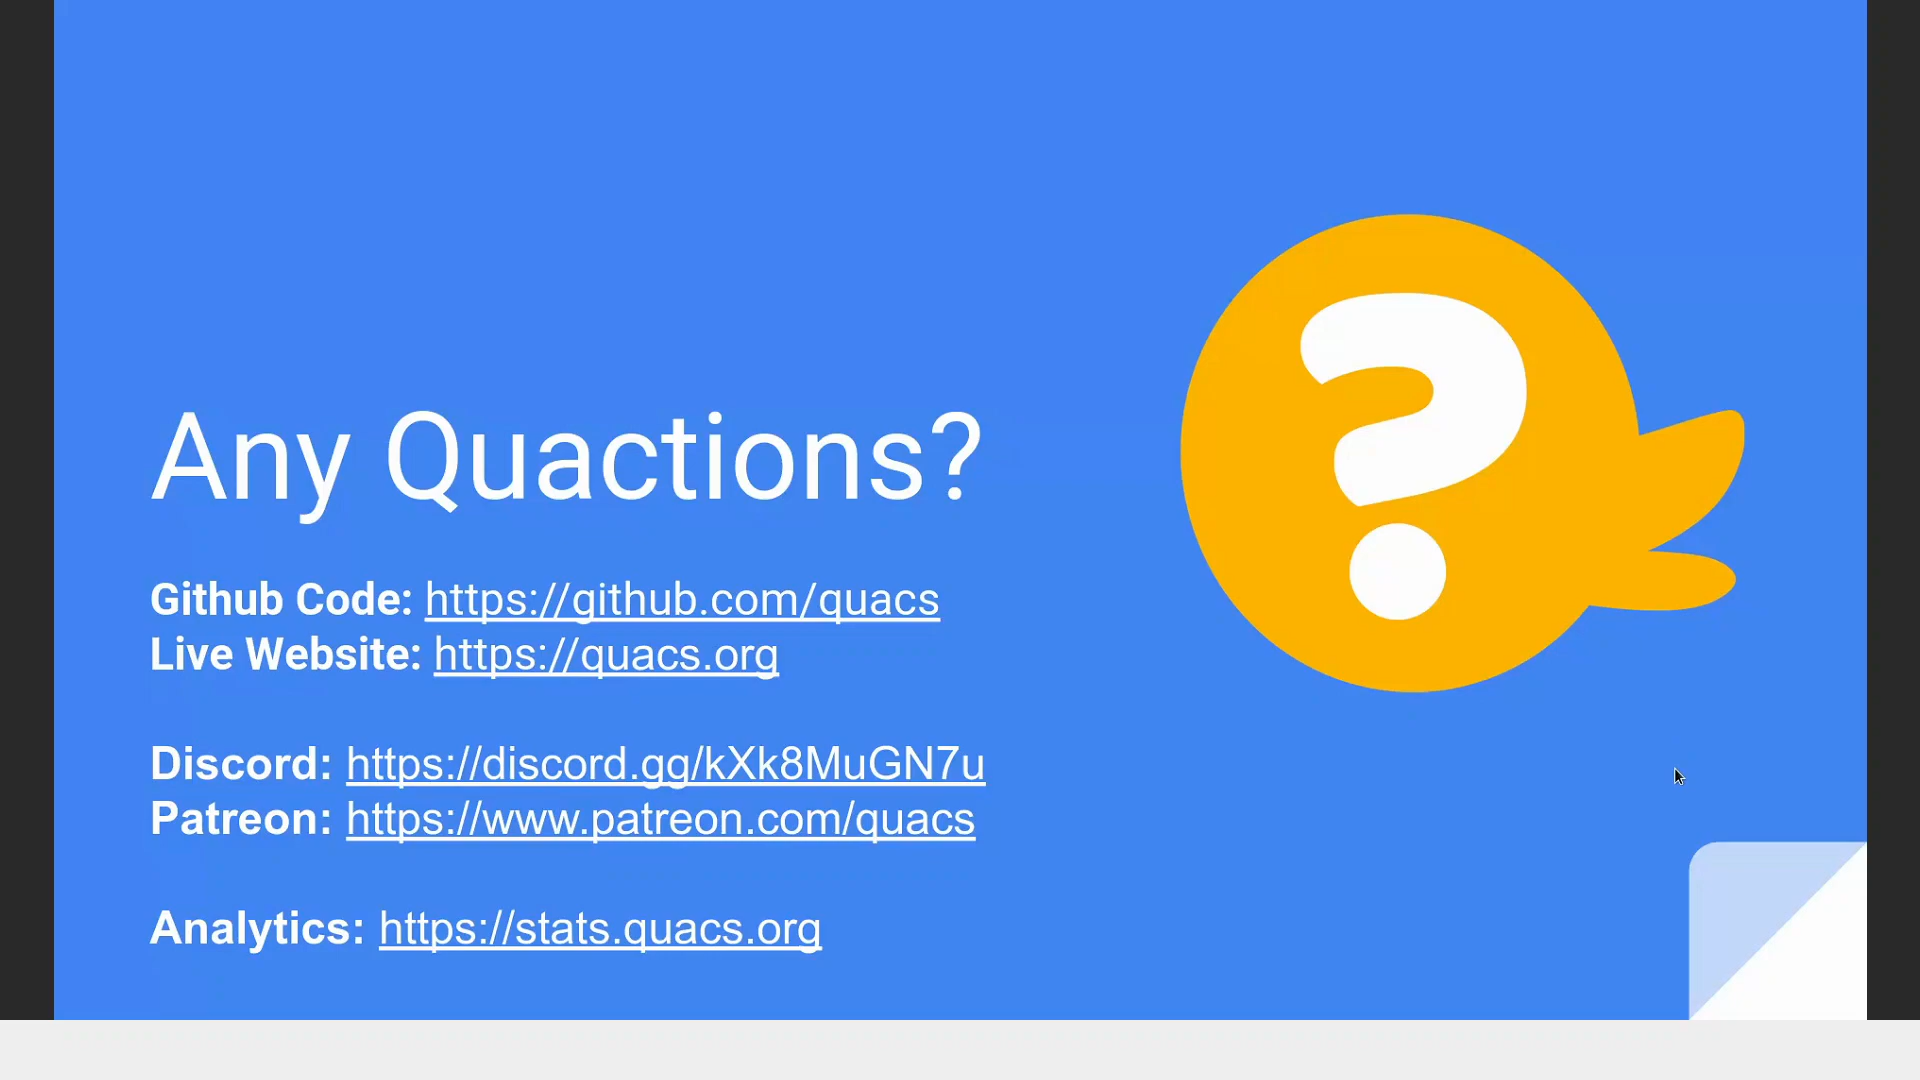 Any Quactions?
Github Code: https://github.com/quacs
Live Website: https://quacs.org
Discord: https://discord.gg/kXk8MuGN7u
Patreon: https://www.patreon.com/quacs
Analytics: https://stats.quacs.org
?